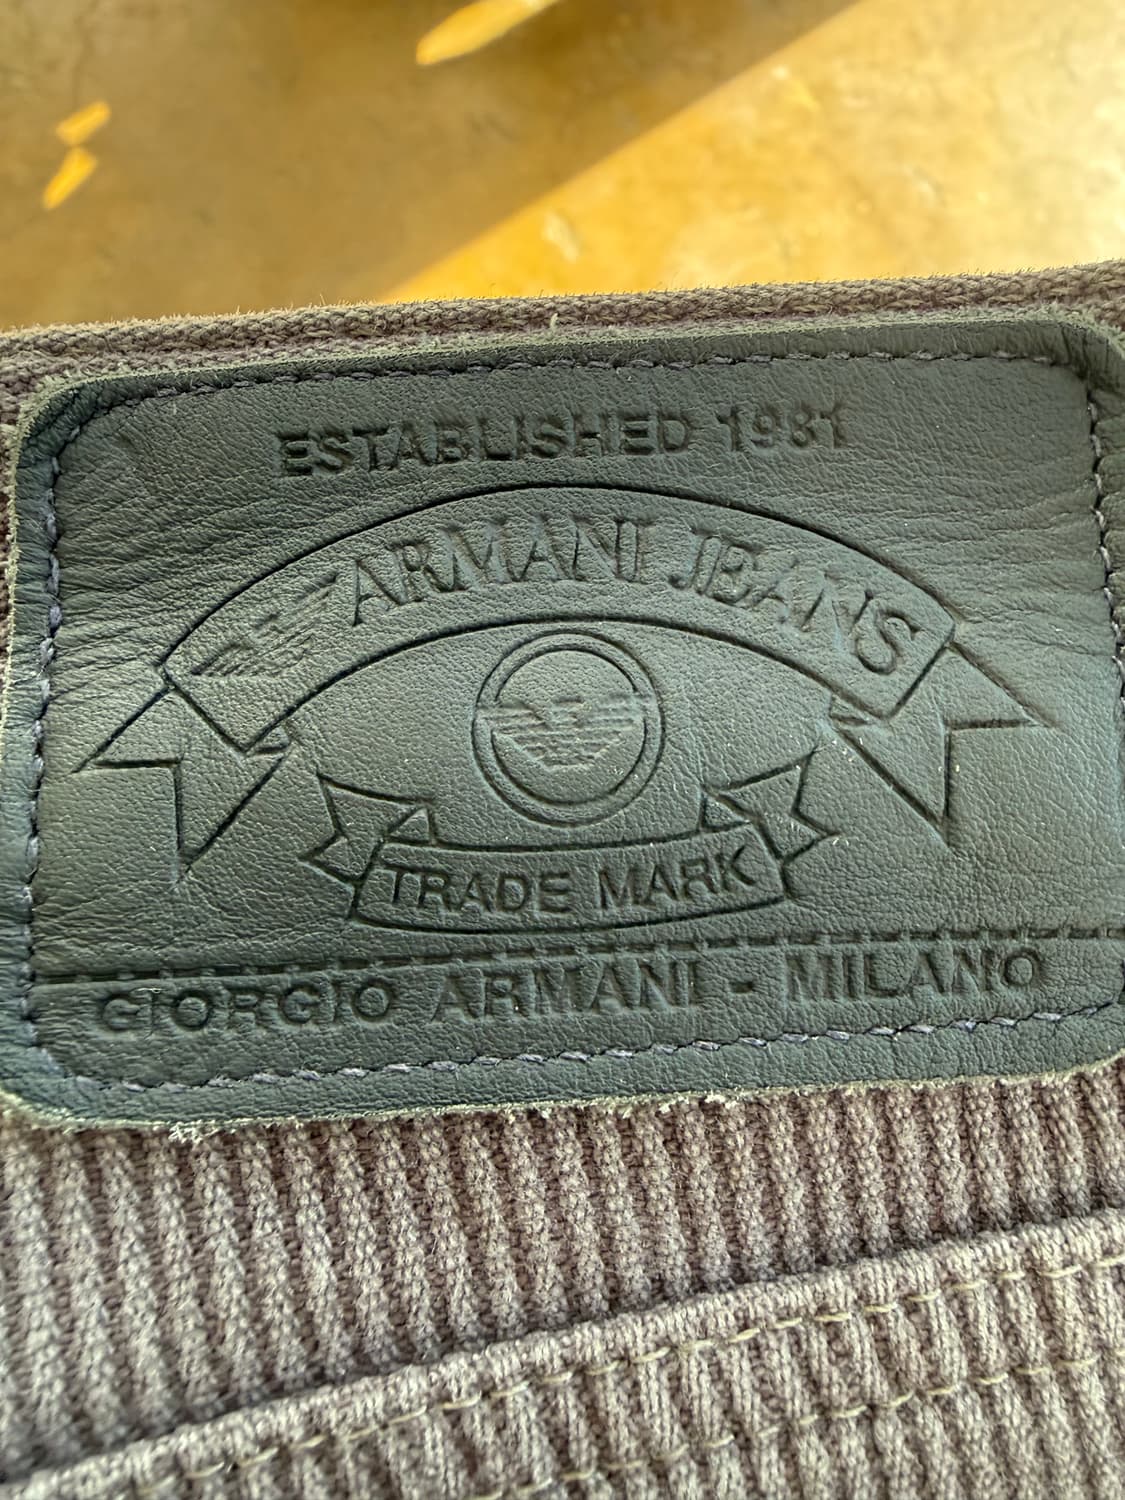 ESTABLISHED 1981
ARMANI JEANS
TRADE MARK
GIORGIO ARMANI - MILANO